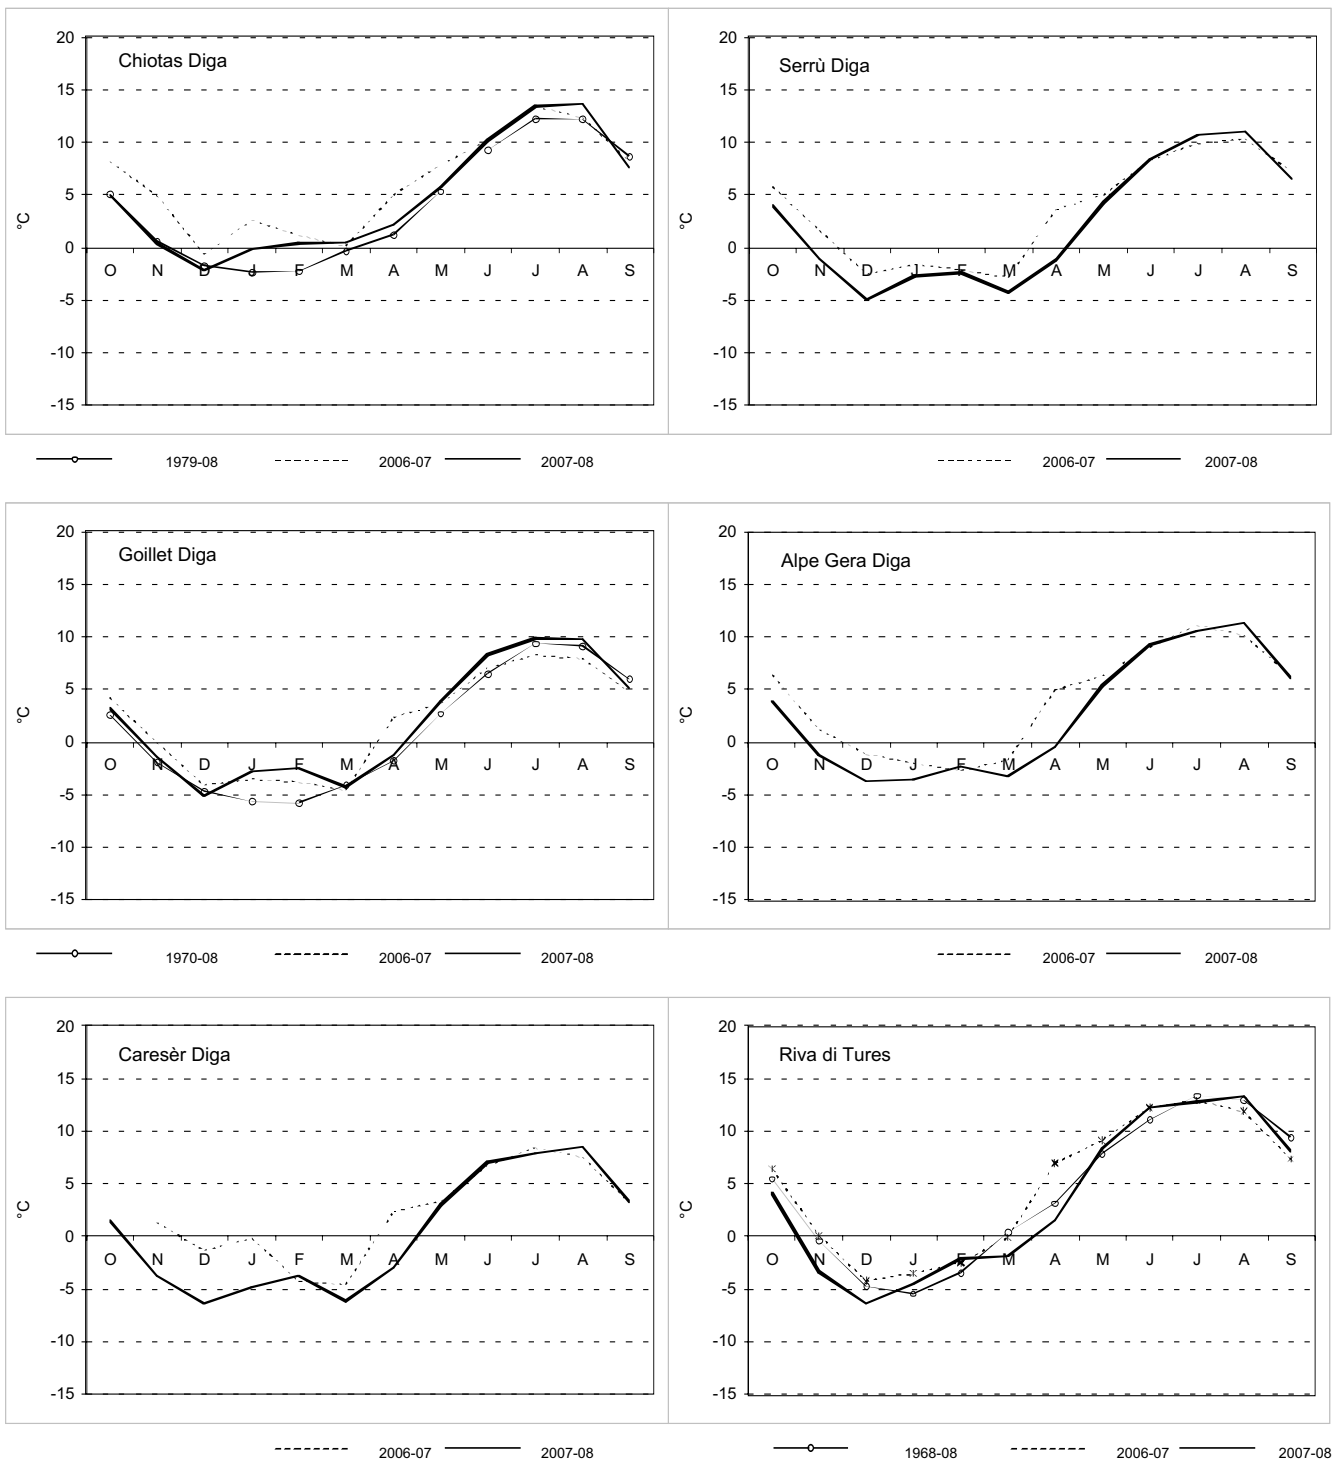 Chiotas Diga
20
15
10
5
0
-5
-10
-15
°C
O N D J F M A M J J A S
1979-08 2006-07 2007-08
Serrù Diga
20
15
10
5
0
-5
-10
-15
°C
O N D J F M A M J J A S
2006-07 2007-08
Goillet Diga
20
15
10
5
0
-5
-10
-15
°C
O N D J F M A M J J A S
1970-08 2006-07 2007-08
Alpe Gera Diga
20
15
10
5
0
-5
-10
-15
°C
O N D J F M A M J J A S
2006-07 2007-08
Caresèr Diga
20
15
10
5
0
-5
-10
-15
°C
O N D J F M A M J J A S
2006-07 2007-08
Riva di Tures
20
15
10
5
0
-5
-10
-15
°C
O N D J F M A M J J A S
1968-08 2006-07 2007-08